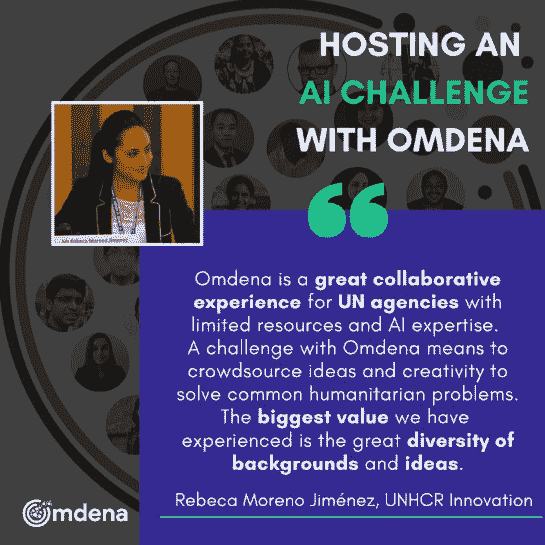 HOSTING AN
AI CHALLENGE
WITH OMDENA
Omdena is a great collaborative
experience for UN agencies with
limited resources and AI expertise.
A challenge with Omdena means to
crowdsource ideas and creativity to
solve common humanitarian problems.
The biggest value we have
experienced is the great diversity of
backgrounds and ideas.
Rebeca Moreno Jiménez, UNHCR Innovation
Omdena